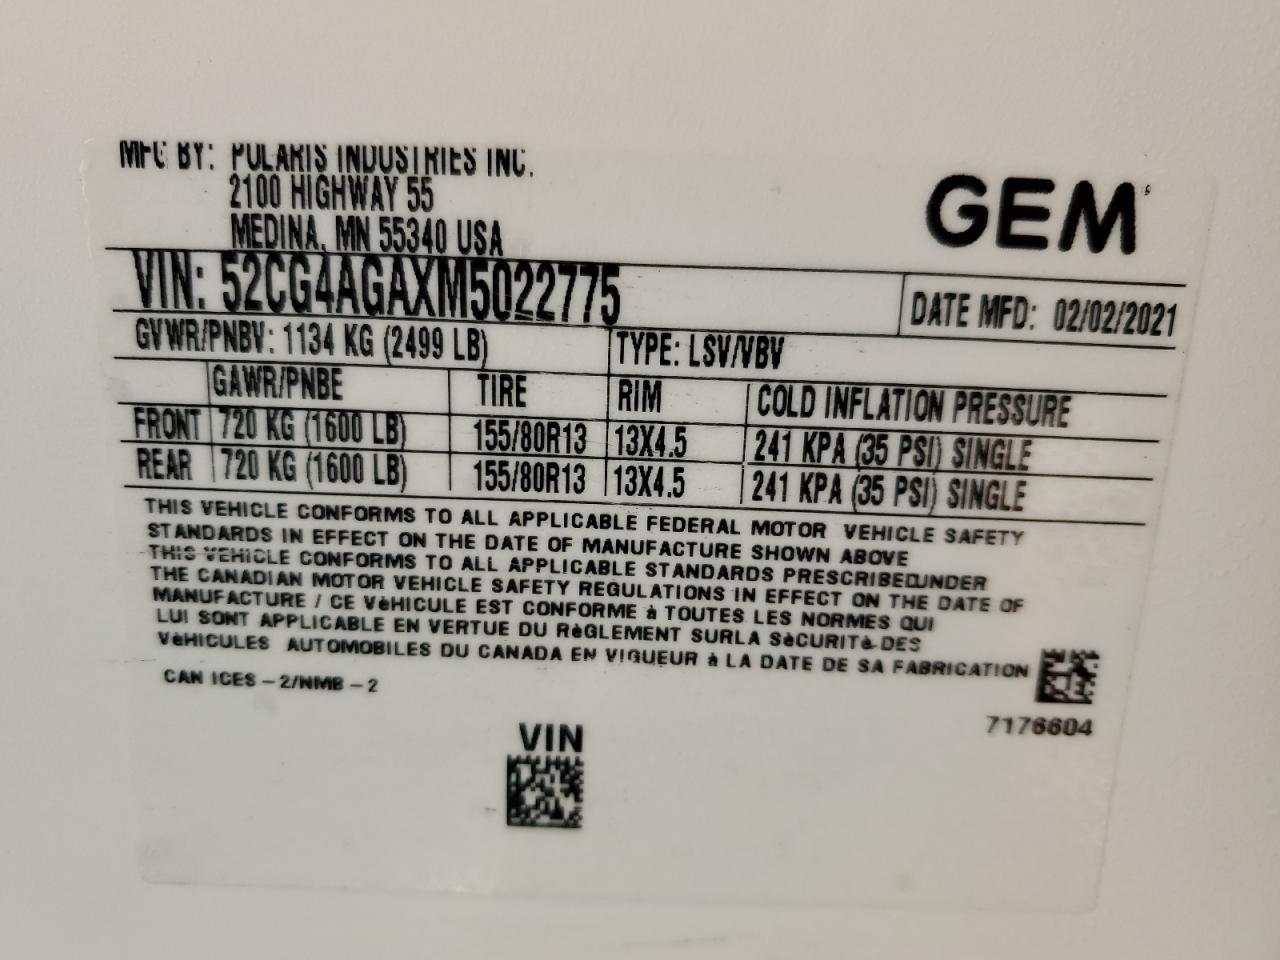 MFG BY: POLARIS INDUSTRIES INC.
2100 HIGHWAY 55
MEDINA, MN 55340 USA
GEM
VIN: 52CG4AGAXM5022775
DATE MFD: 02/02/2021
GVWR/PNBV: 1134 KG (2499 LB)
TYPE: LSV/VBV
GAWR/PNBE TIRE RIM COLD INFLATION PRESSURE
FRONT 720 KG (1600 LB) 155/80R13 13X4.5 241 KPA (35 PSI) SINGLE
REAR 720 KG (1600 LB) 155/80R13 13X4.5 241 KPA (35 PSI) SINGLE
THIS VEHICLE CONFORMS TO ALL APPLICABLE FEDERAL MOTOR VEHICLE SAFETY
STANDARDS IN EFFECT ON THE DATE OF MANUFACTURE SHOWN ABOVE
THIS VEHICLE CONFORMS TO ALL APPLICABLE STANDARDS PRESCRIBEDUNDER
THE CANADIAN MOTOR VEHICLE SAFETY REGULATIONS IN EFFECT ON THE DATE OF
MANUFACTURE / CE VèHICULE EST CONFORME à TOUTES LES NORMES QUI
LUI SONT APPLICABLE EN VERTUE DU RèGLEMENT SURLA SèCURITè DES
VèHICULES AUTOMOBILES DU CANADA EN VIGUEUR à LA DATE DE SA FABRICATION
CAN ICES - 2/NMB - 2
7176604
VIN